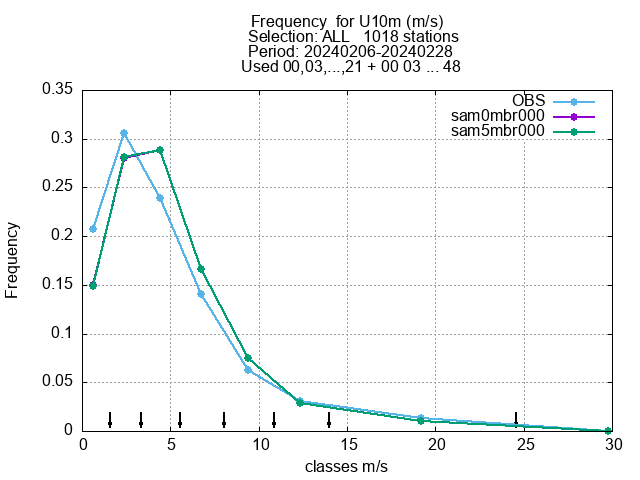 Frequency  for U10m (m/s)
Selection: ALL   1018 stations
Period: 20240206-20240228
Used 00,03,...,21 + 00 03 ... 48
OBS
sam0mbr000
sam5mbr000
0.35
0.3
0.25
0.2
0.15
0.1
0.05
0
Frequency
0 5 10 15 20 25 30
classes m/s